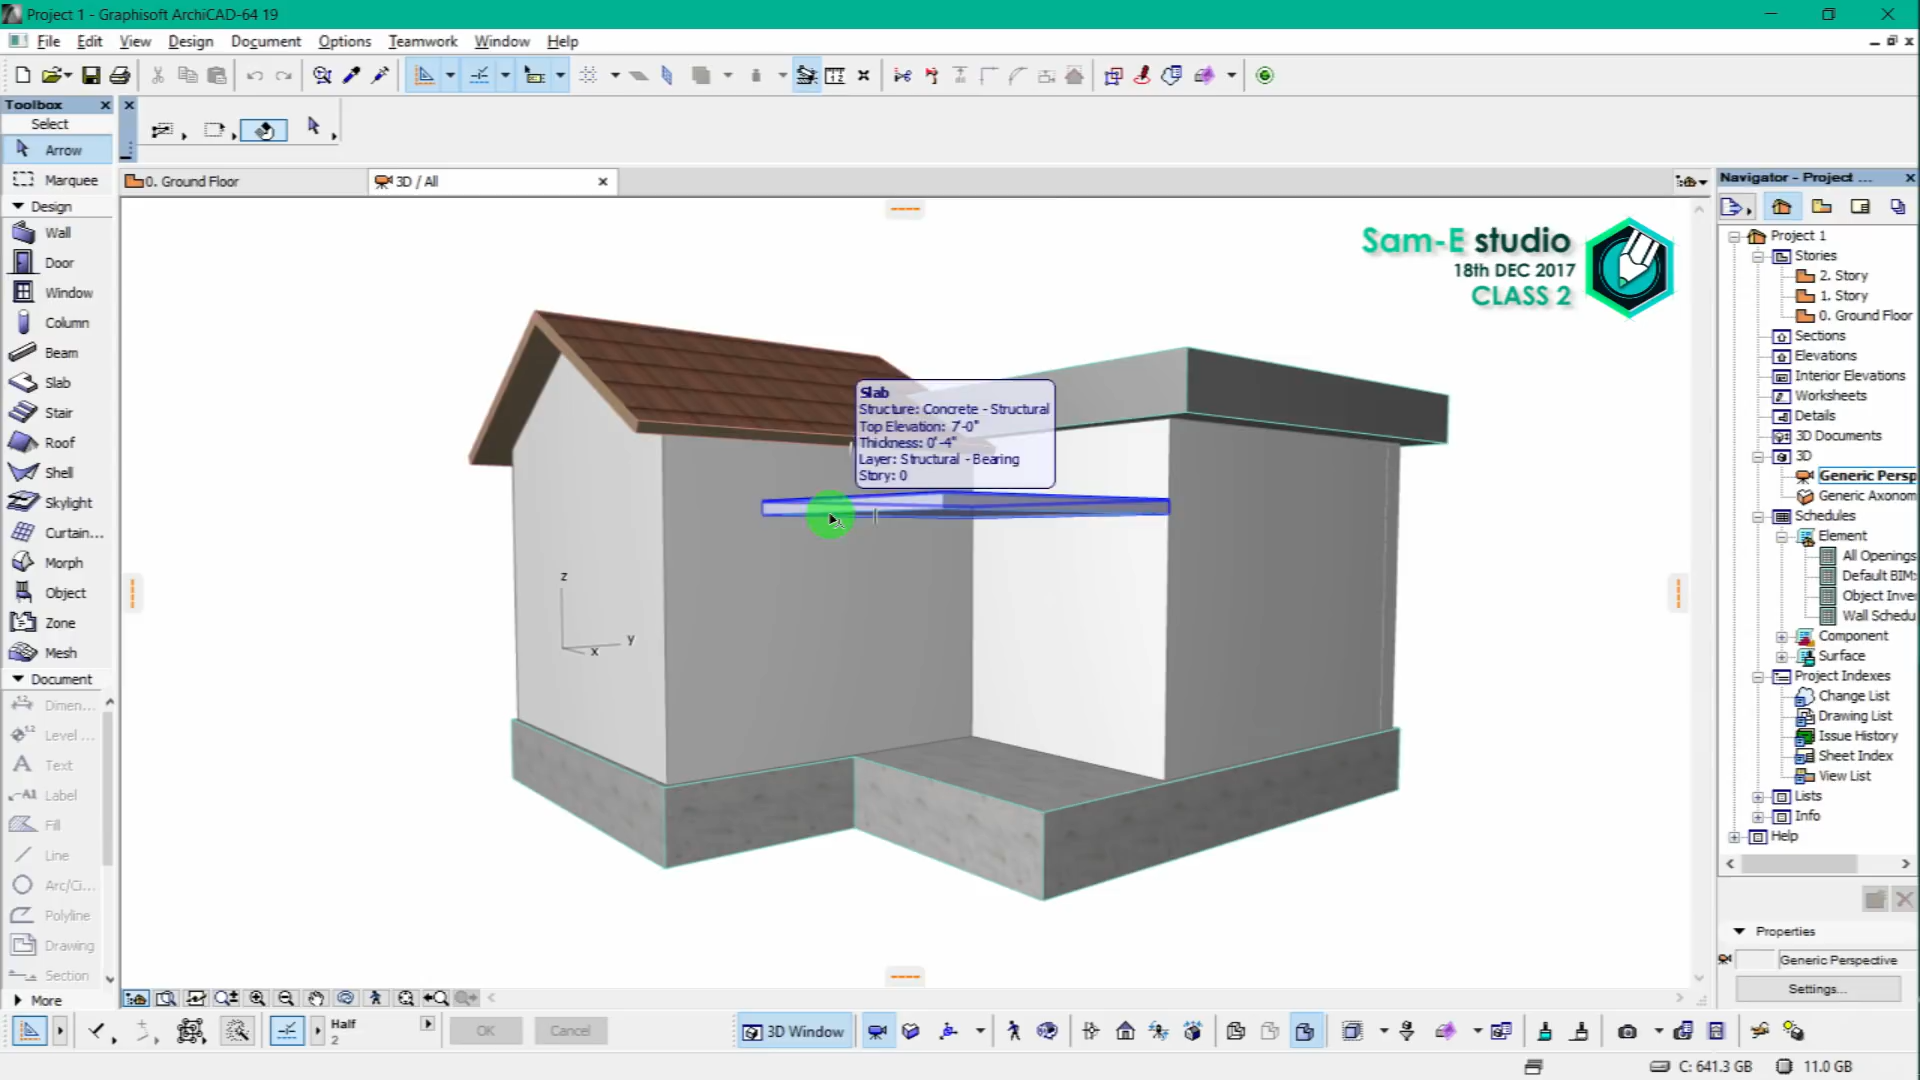 Project 1 - Graphisoft ArchiCAD-64 19
File Edit View Design Document Options Teamwork Window Help
Toolbox
Select
Arrow
Marquee
Design
Wall
Door
Window
Column
Beam
Slab
Stair
Roof
Shell
Skylight
Curtain...
Morph
Object
Zone
Mesh
Document
Dimen...
Level ...
Text
Label
Fill
Line
Arc/Ci...
Polyline
Drawing
Section
More
0. Ground Floor
3D / All
Sam-E studio
18th DEC 2017
CLASS 2
Slab
Structure: Concrete - Structural
Top Elevation: 7'-0"
Thickness: 0'-4"
Layer: Structural - Bearing
Story: 0
z
y
x
Navigator - Project ...
Project 1
Stories
2. Story
1. Story
0. Ground Floor
Sections
Elevations
Interior Elevations
Worksheets
Details
3D Documents
3D
Generic Persp
Generic Axonom
Schedules
Element
All Openings
Default BIM
Object Inve
Wall Schedu
Component
Surface
Project Indexes
Change List
Drawing List
Issue History
Sheet Index
View List
Lists
Info
Help
Properties
Generic Perspective
Settings...
Half
2
OK
Cancel
3D Window
C: 641.3 GB
11.0 GB